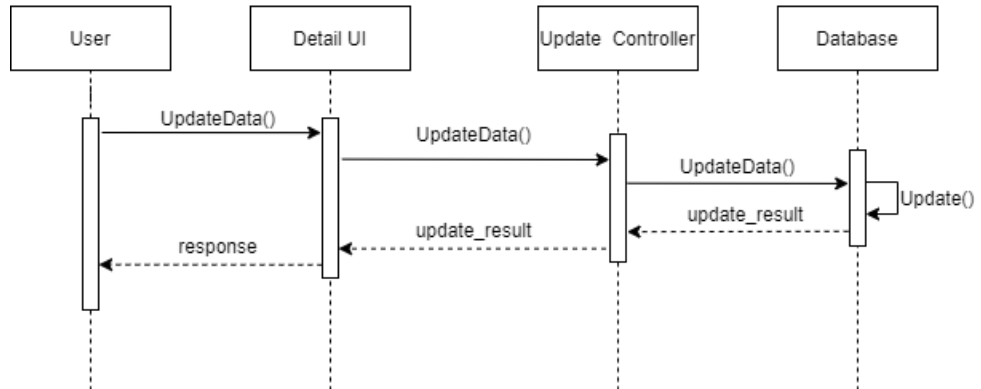 User
Detail UI
Update Controller
Database
UpdateData()
UpdateData()
UpdateData()
Update()
update_result
update_result
response